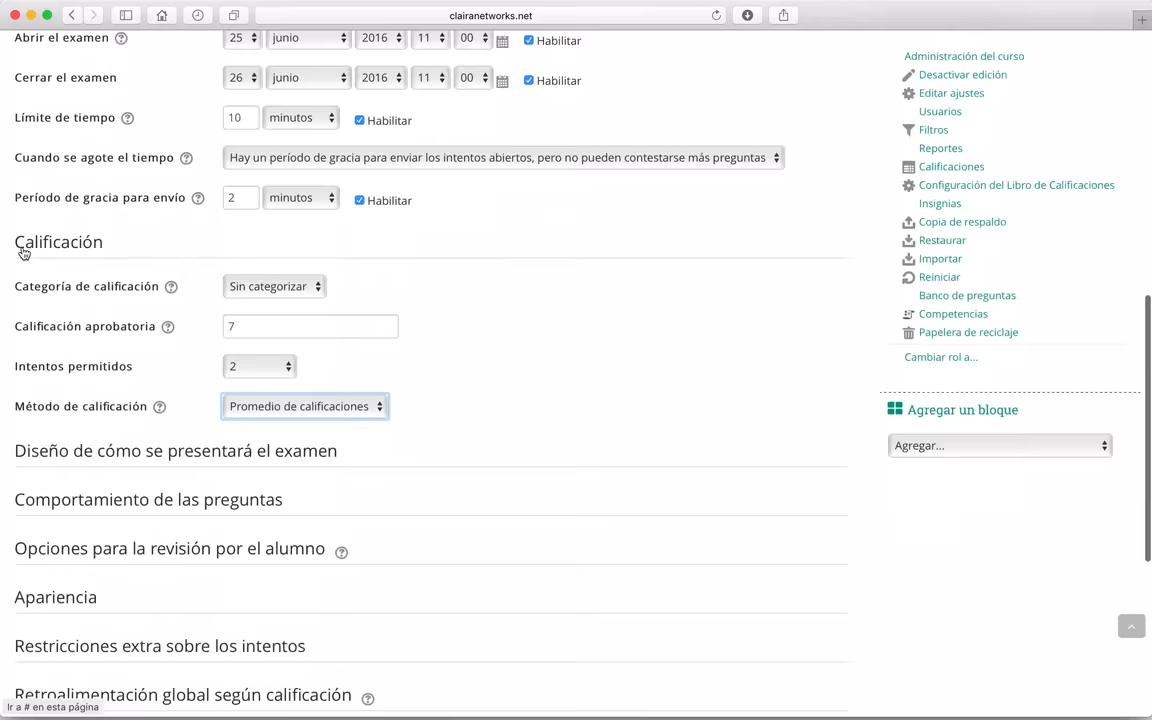 clairanetworks.net
Abrir el examen 25 junio 2016 11 00 Habilitar
Cerrar el examen 26 junio 2016 11 00 Habilitar
Límite de tiempo 10 minutos Habilitar
Cuando se agote el tiempo Hay un período de gracia para enviar los intentos abiertos, pero no pueden contestarse más preguntas
Período de gracia para envío 2 minutos Habilitar
Calificación
Categoría de calificación Sin categorizar
Calificación aprobatoria 7
Intentos permitidos 2
Método de calificación Promedio de calificaciones
Diseño de cómo se presentará el examen
Comportamiento de las preguntas
Opciones para la revisión por el alumno
Apariencia
Restricciones extra sobre los intentos
Retroalimentación global según calificación
Ir a # en esta página
Administración del curso
Desactivar edición
Editar ajustes
Usuarios
Filtros
Reportes
Calificaciones
Configuración del Libro de Calificaciones
Insignias
Copia de respaldo
Restaurar
Importar
Reiniciar
Banco de preguntas
Competencias
Papelera de reciclaje
Cambiar rol a...
Agregar un bloque
Agregar...